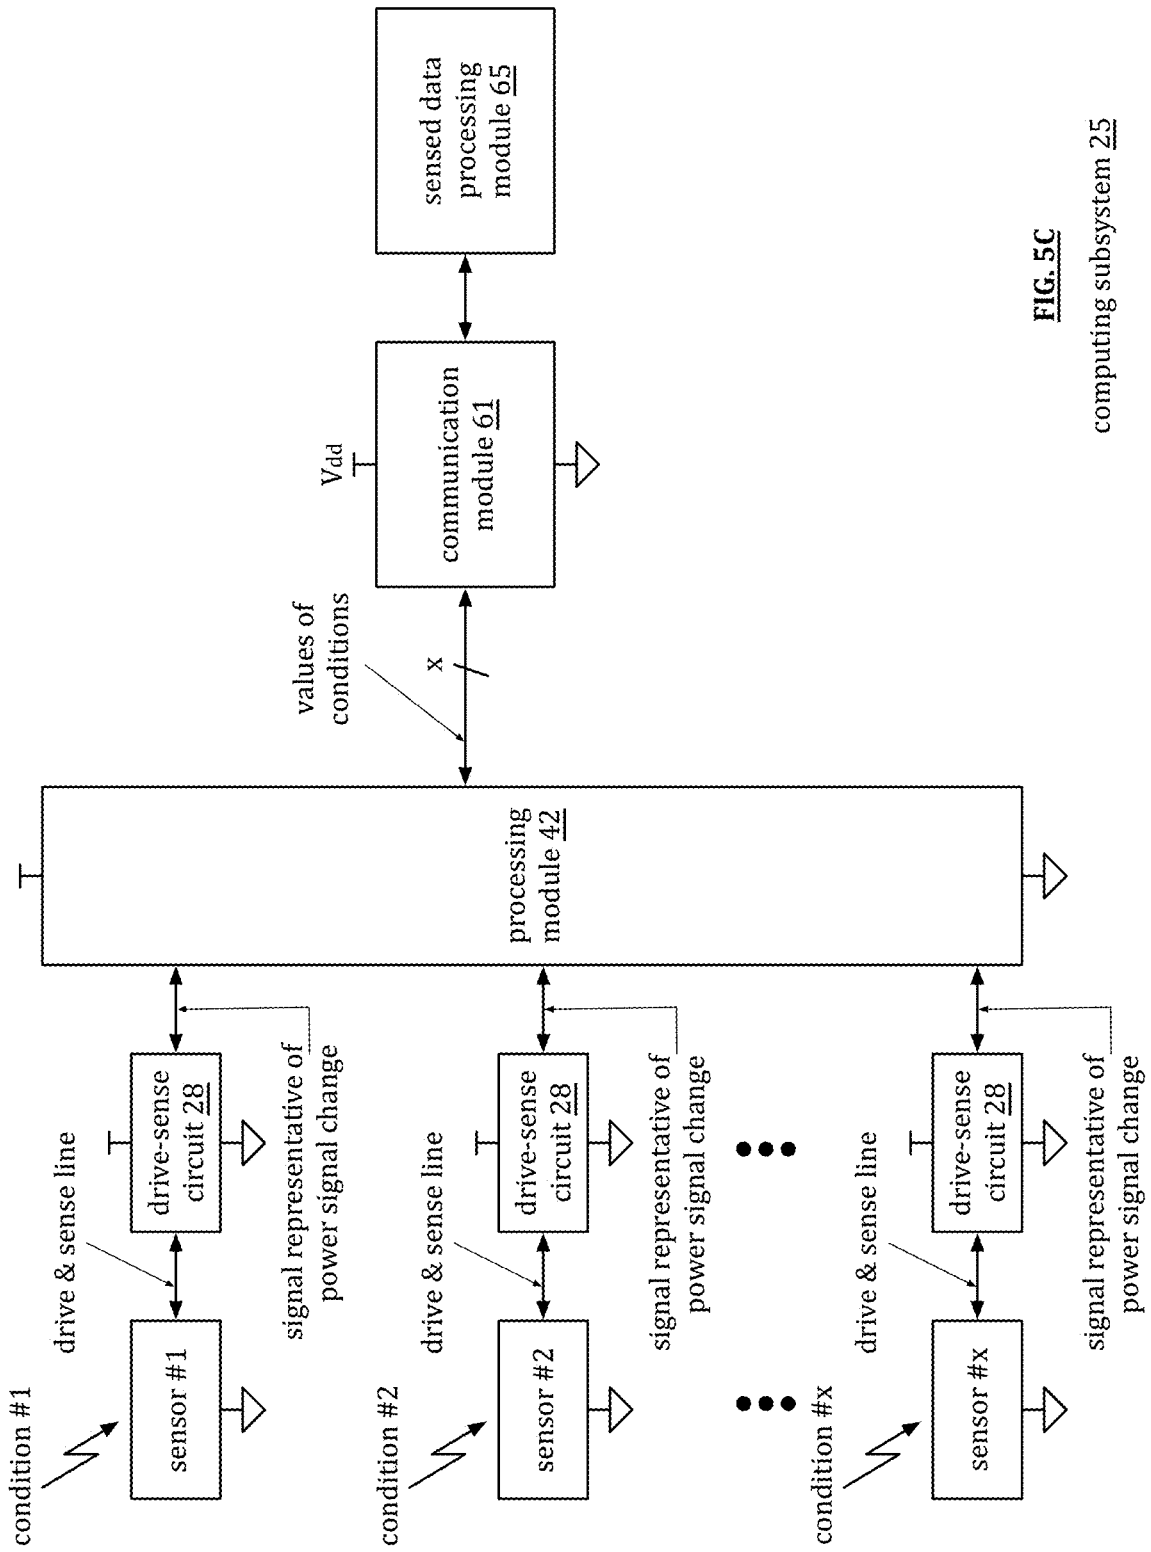 condition #1
sensor #1
drive & sense line
drive-sense
circuit 28
signal representative of
power signal change
condition #2
sensor #2
drive & sense line
drive-sense
circuit 28
signal representative of
power signal change
condition #x
sensor #x
drive & sense line
drive-sense
circuit 28
signal representative of
power signal change
processing
module 42
values of
conditions
x
Vdd
communication
module 61
sensed data
processing
module 65
FIG. 5C
computing subsystem 25